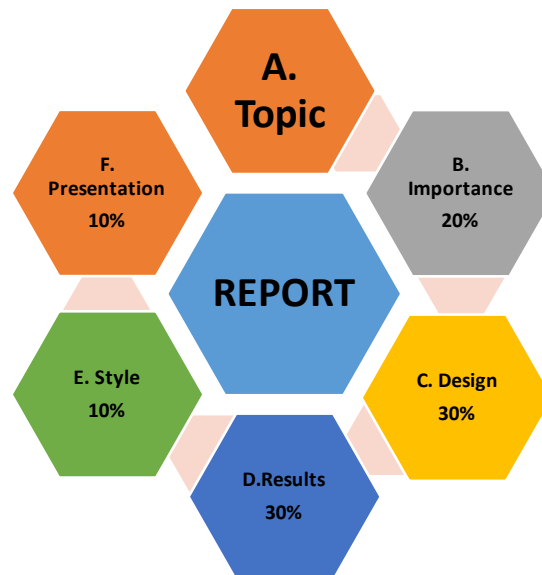 A.
Topic
B.
Importance
20%
C. Design
30%
D.Results
30%
E. Style
10%
F.
Presentation
10%
REPORT